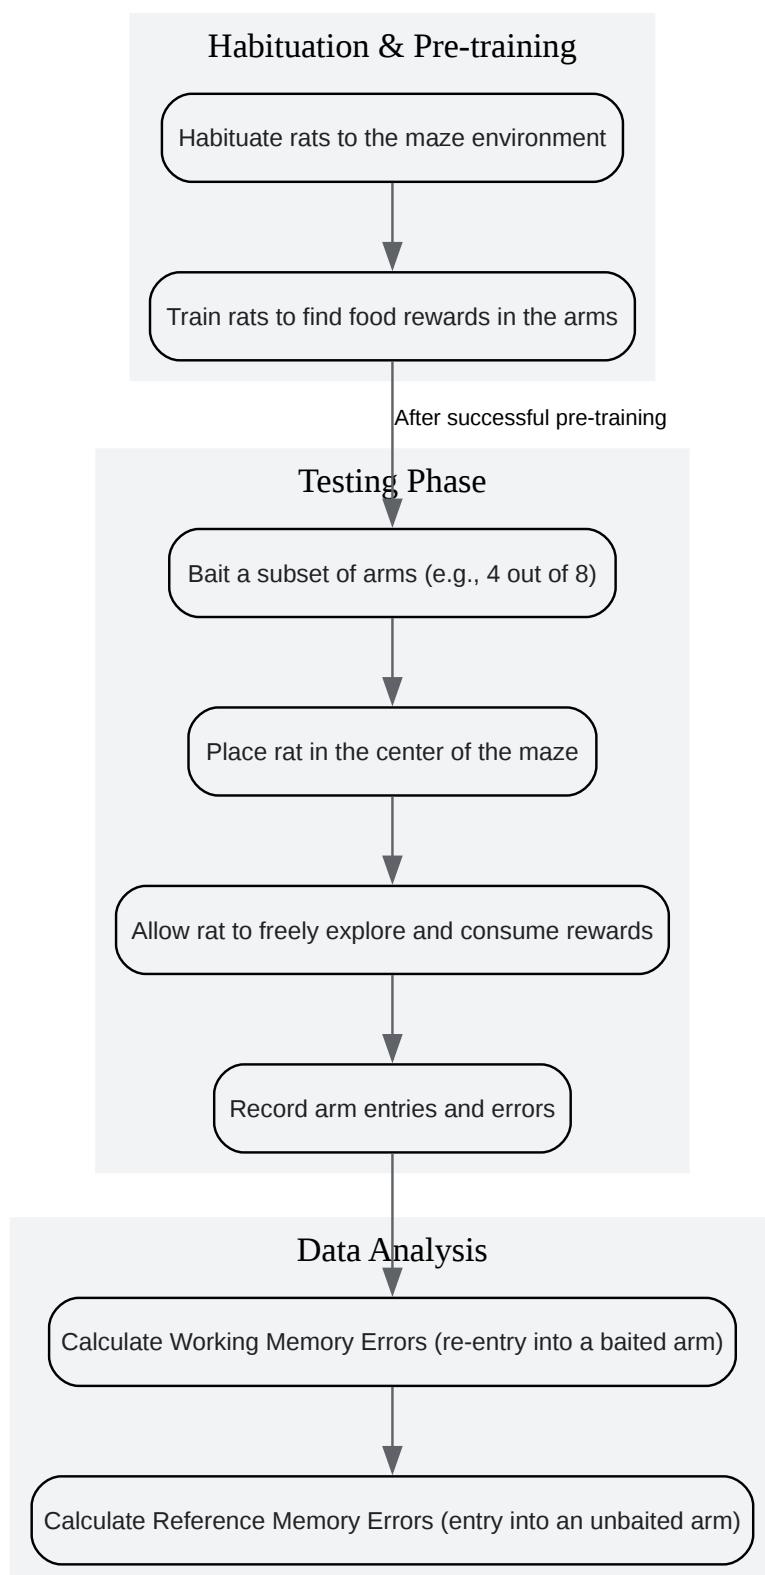 Habituation & Pre-training
Habituate rats to the maze environment
Train rats to find food rewards in the arms
After successful pre-training
Testing Phase
Bait a subset of arms (e.g., 4 out of 8)
Place rat in the center of the maze
Allow rat to freely explore and consume rewards
Record arm entries and errors
Data Analysis
Calculate Working Memory Errors (re-entry into a baited arm)
Calculate Reference Memory Errors (entry into an unbaited arm)